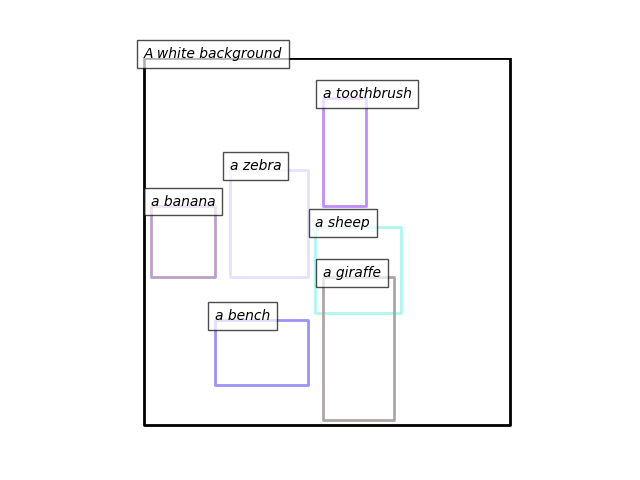 A white background
a toothbrush
a zebra
a banana
a sheep
a giraffe
a bench